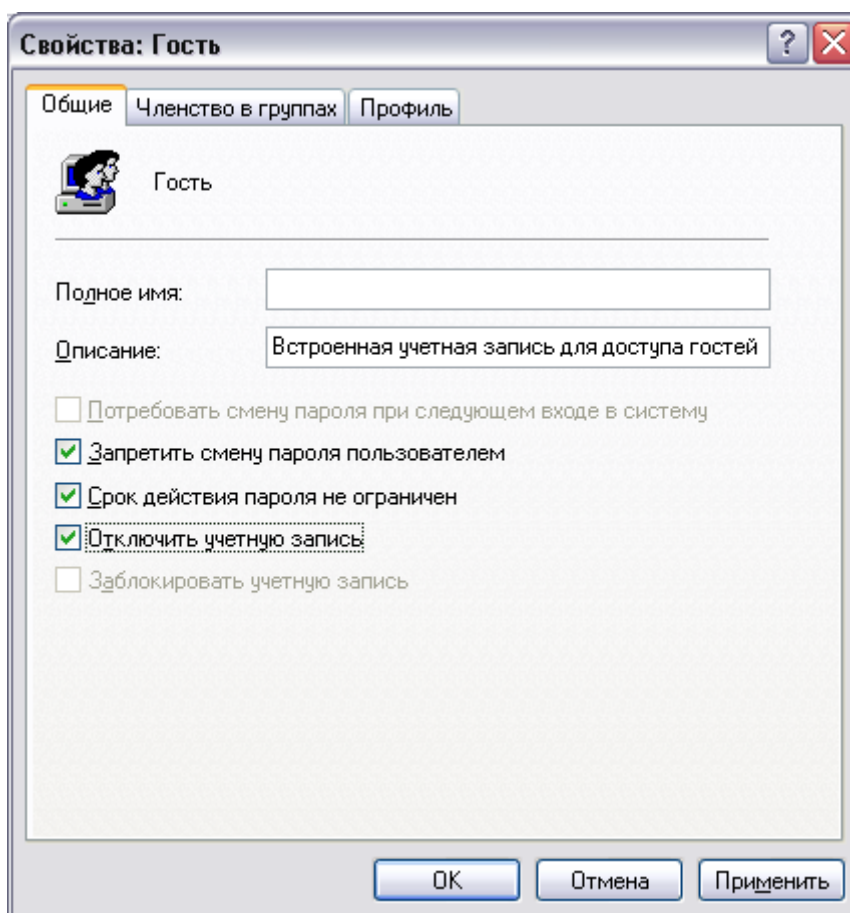 Свойства: Гость
Общие Членство в группах Профиль
Гость
Полное имя:
Описание: Встроенная учетная запись для доступа гостей
Потребовать смену пароля при следующем входе в систему
Запретить смену пароля пользователем
Срок действия пароля не ограничен
Отключить учетную запись
Заблокировать учетную запись
OK Отмена Применить